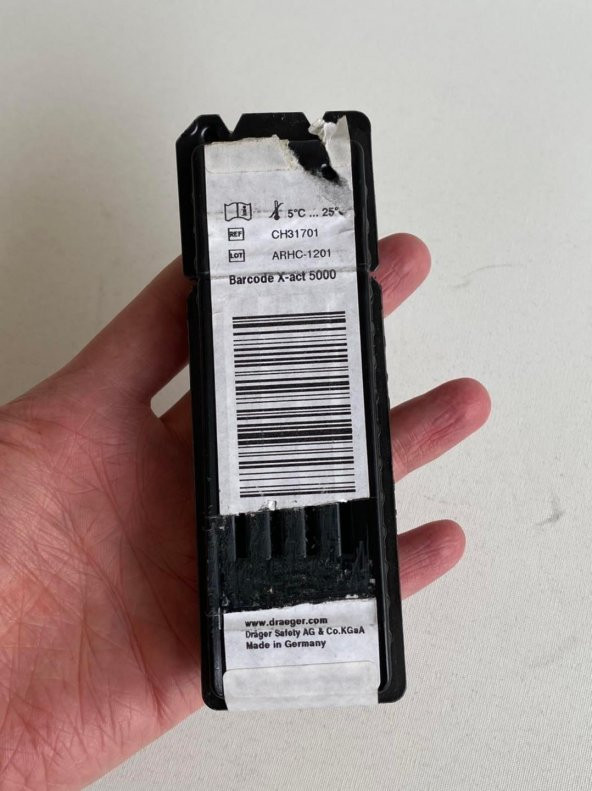 i
5°C ... 25°
REF CH31701
LOT ARHC-1201
Barcode X-act 5000
www.draeger.com
Dräger Safety AG & Co.KGaA
Made in Germany